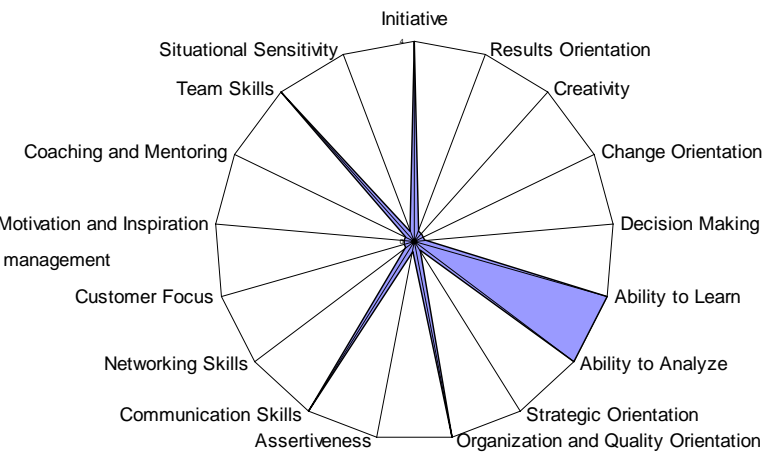 Initiative
4
Situational Sensitivity
Results Orientation
Team Skills
Creativity
Coaching and Mentoring
Change Orientation
Motivation and Inspiration
Decision Making
management
Customer Focus
Ability to Learn
Networking Skills
Ability to Analyze
Communication Skills
Strategic Orientation
Assertiveness
Organization and Quality Orientation